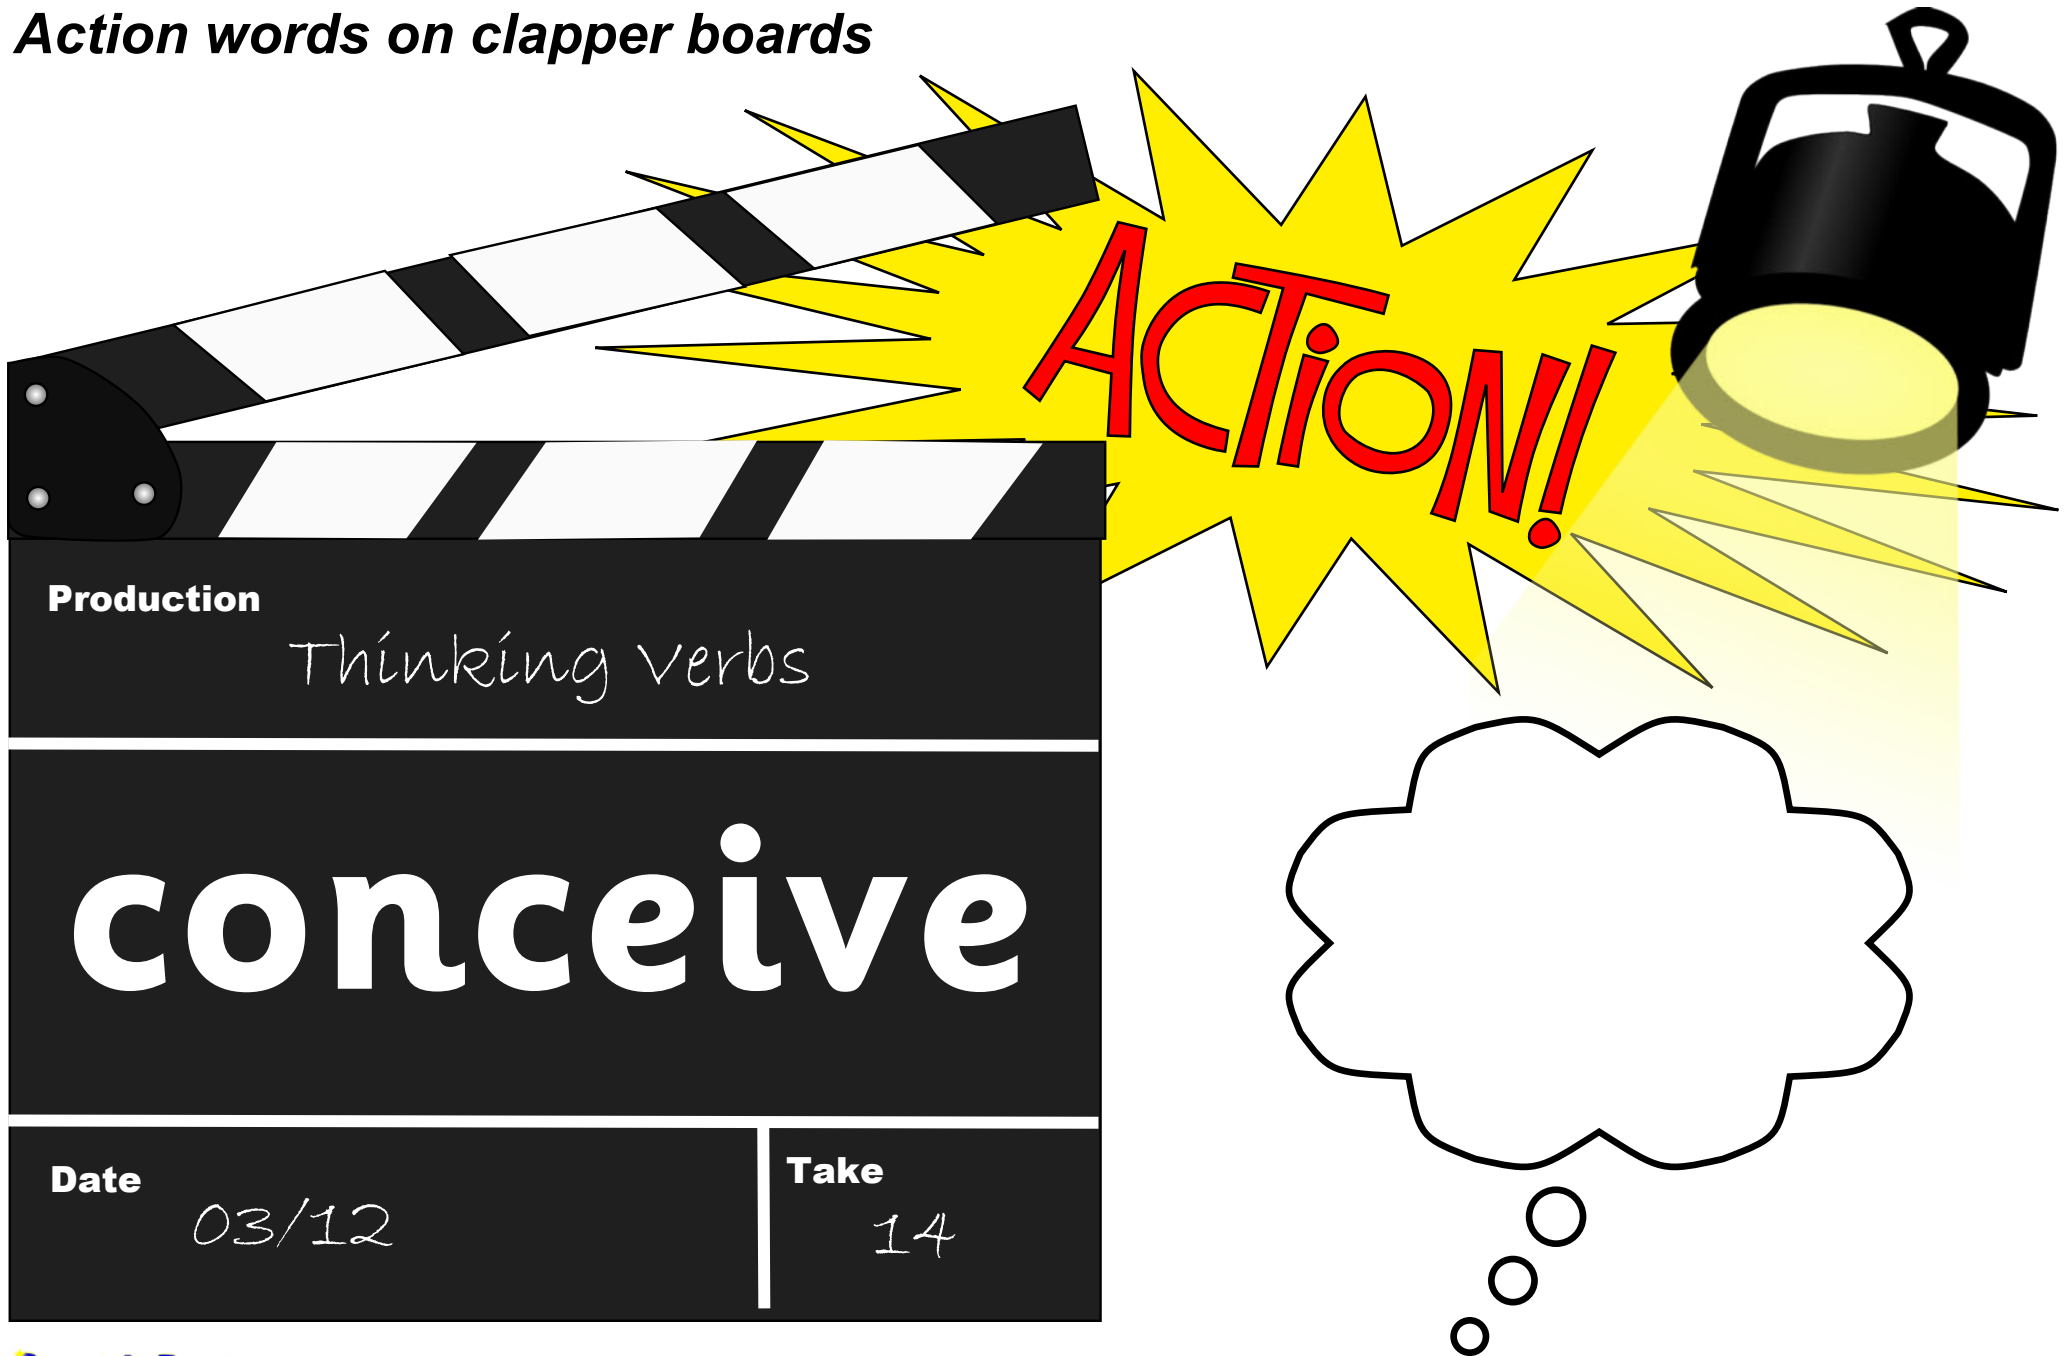 Action words on clapper boards
ACTiON!
Production
Thinking Verbs
conceive
Date
03/12
Take
14